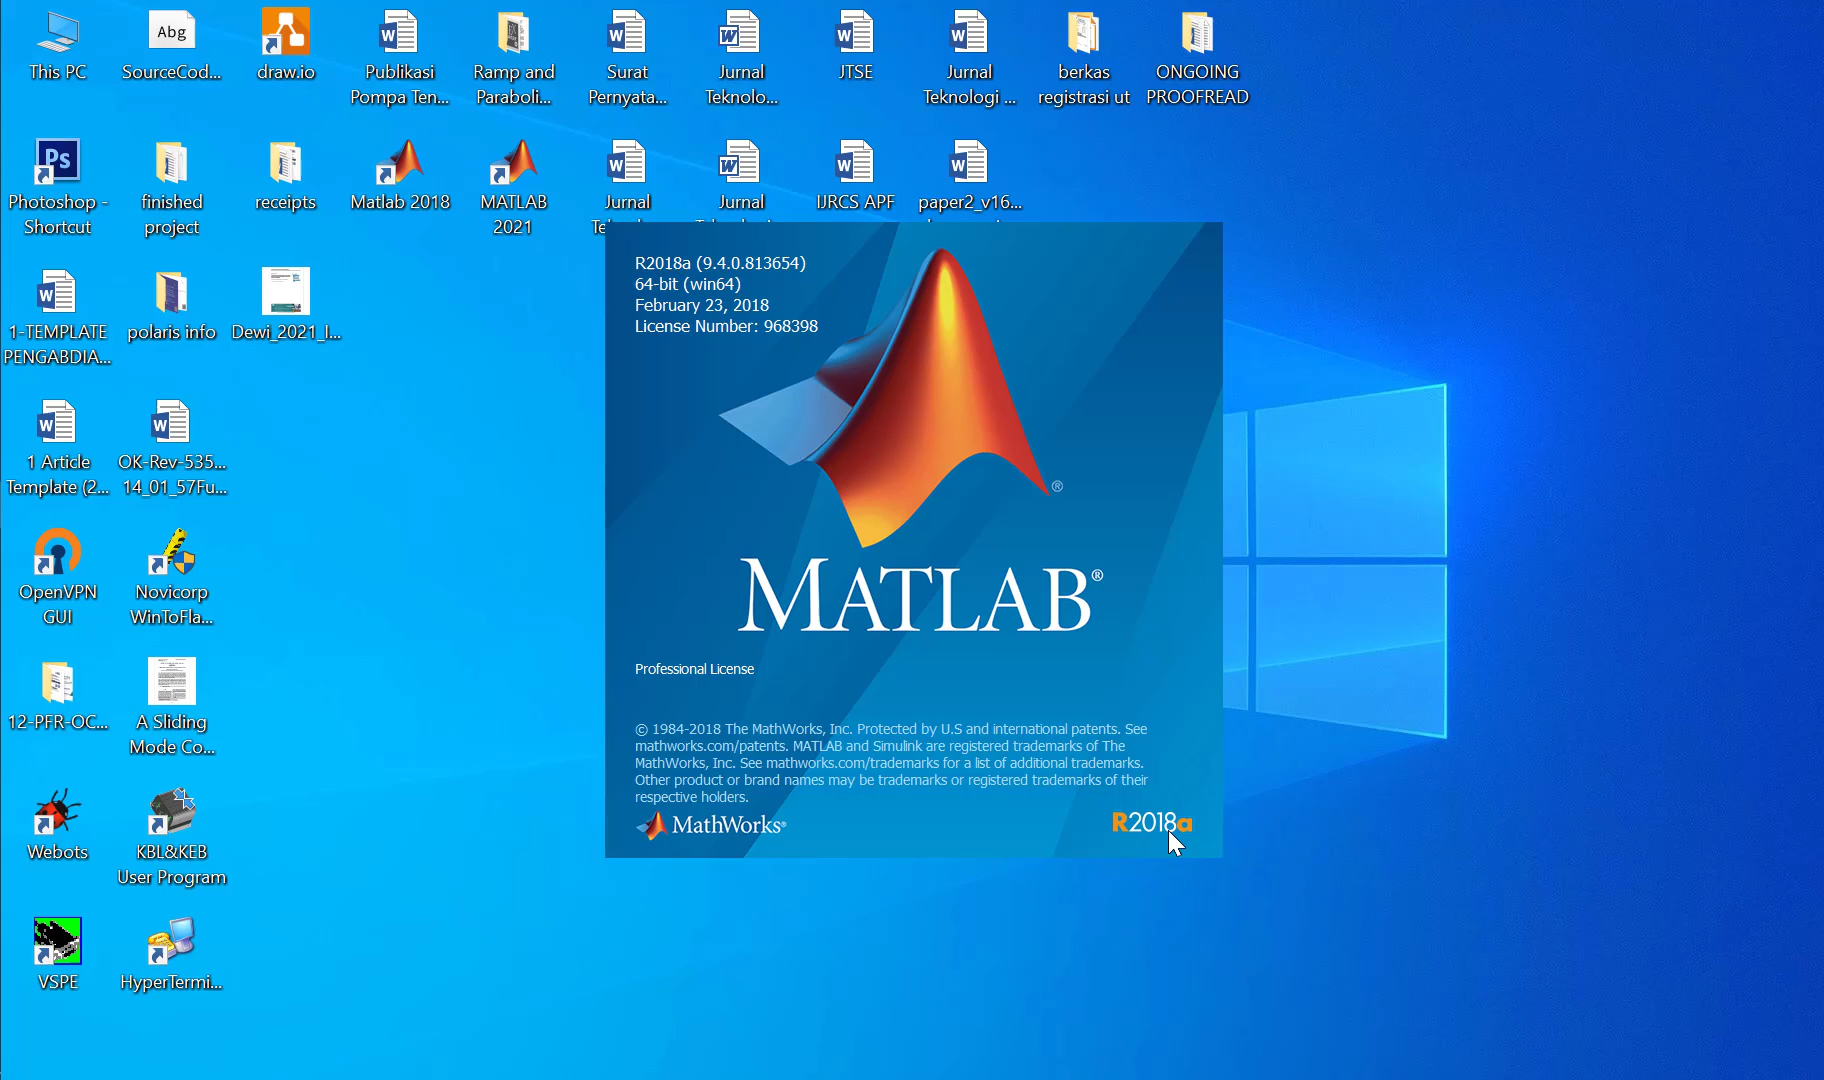 This PC
Abg
SourceCod...
draw.io
Publikasi
Pompa Ten...
Ramp and
Paraboli...
Surat
Pernyata...
Jurnal
Teknolo...
JTSE
Jurnal
Teknologi ...
berkas
registrasi ut
ONGOING
PROOFREAD
Ps
Photoshop -
Shortcut
finished
project
receipts
Matlab 2018
MATLAB
2021
Jurnal
Jurnal
IJRCS APF
paper2_v16...
1-TEMPLATE
PENGABDIA...
polaris info
Dewi_2021_I...
1 Article
Template (2...
OK-Rev-535...
14_01_57Fu...
OpenVPN
GUI
Novicorp
WinToFla...
12-PFR-OC...
A Sliding
Mode Co...
Webots
KBL&KEB
User Program
VSPE
HyperTermi...
R2018a (9.4.0.813654)
64-bit (win64)
February 23, 2018
License Number: 968398
®
MATLAB®
Professional License
© 1984-2018 The MathWorks, Inc. Protected by U.S and international patents. See
mathworks.com/patents. MATLAB and Simulink are registered trademarks of The
MathWorks, Inc. See mathworks.com/trademarks for a list of additional trademarks.
Other product or brand names may be trademarks or registered trademarks of their
respective holders.
MathWorks®
R2018a